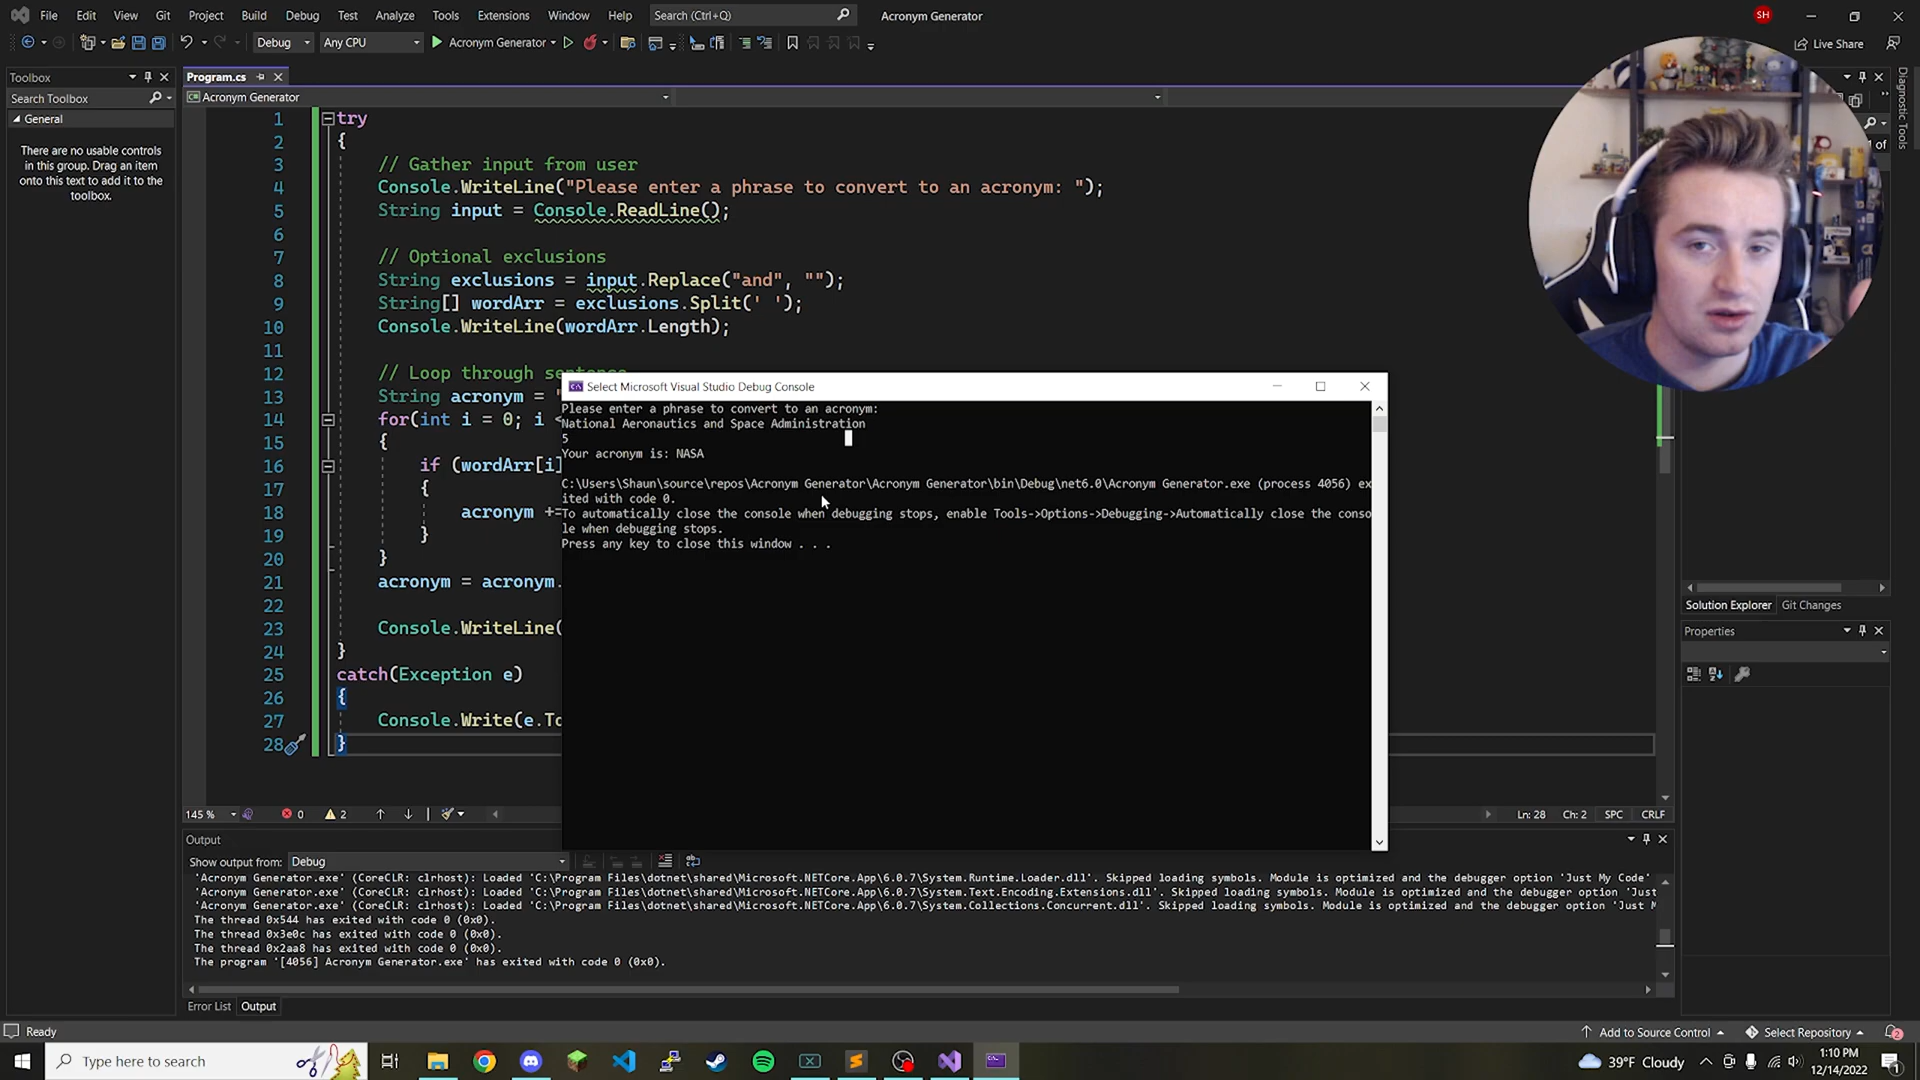 File Edit View Git Project Build Debug Test Analyze Tools Extensions Window Help Search (Ctrl+Q) Acronym Generator SH
Debug Any CPU Acronym Generator Live Share
Toolbox
Search Toolbox
General
There are no usable controls
in this group. Drag an item
onto this text to add it to the
toolbox.
Program.cs
Acronym Generator
1 try
2 {
3 // Gather input from user
4 Console.WriteLine("Please enter a phrase to convert to an acronym: ");
5 String input = Console.ReadLine();
6
7 // Optional exclusions
8 String exclusions = input.Replace("and", "");
9 String[] wordArr = exclusions.Split(' ');
10 Console.WriteLine(wordArr.Length);
11
12 // Loop through sentence
13 String acronym = "
14 for(int i = 0; i <
15 {
16 if (wordArr[i]
17 {
18 acronym +=
19 }
20 }
21 acronym = acronym.
22
23 Console.WriteLine(
24 }
25 catch(Exception e)
26 {
27 Console.Write(e.To
28 }
Select Microsoft Visual Studio Debug Console
Please enter a phrase to convert to an acronym:
National Aeronautics and Space Administration
5
Your acronym is: NASA
C:\Users\Shaun\source\repos\Acronym Generator\Acronym Generator\bin\Debug\net6.0\Acronym Generator.exe (process 4056) ex
ited with code 0.
To automatically close the console when debugging stops, enable Tools->Options->Debugging->Automatically close the conso
le when debugging stops.
Press any key to close this window . . .
Diagnostic Tools
1 of
Solution Explorer Git Changes
Properties
145 % 0 2 Ln: 28 Ch: 2 SPC CRLF
Output
Show output from: Debug
'Acronym Generator.exe' (CoreCLR: clrhost): Loaded 'C:\Program Files\dotnet\shared\Microsoft.NETCore.App\6.0.7\System.Runtime.Loader.dll'. Skipped loading symbols. Module is optimized and the debugger option 'Just My Code'
'Acronym Generator.exe' (CoreCLR: clrhost): Loaded 'C:\Program Files\dotnet\shared\Microsoft.NETCore.App\6.0.7\System.Text.Encoding.Extensions.dll'. Skipped loading symbols. Module is optimized and the debugger option 'Just
'Acronym Generator.exe' (CoreCLR: clrhost): Loaded 'C:\Program Files\dotnet\shared\Microsoft.NETCore.App\6.0.7\System.Collections.Concurrent.dll'. Skipped loading symbols. Module is optimized and the debugger option 'Just M
The thread 0x544 has exited with code 0 (0x0).
The thread 0x3e0c has exited with code 0 (0x0).
The thread 0x2aa8 has exited with code 0 (0x0).
The program '[4056] Acronym Generator.exe' has exited with code 0 (0x0).
Error List Output
Ready Add to Source Control Select Repository 2
Type here to search 39°F Cloudy 1:10 PM
12/14/2022 1